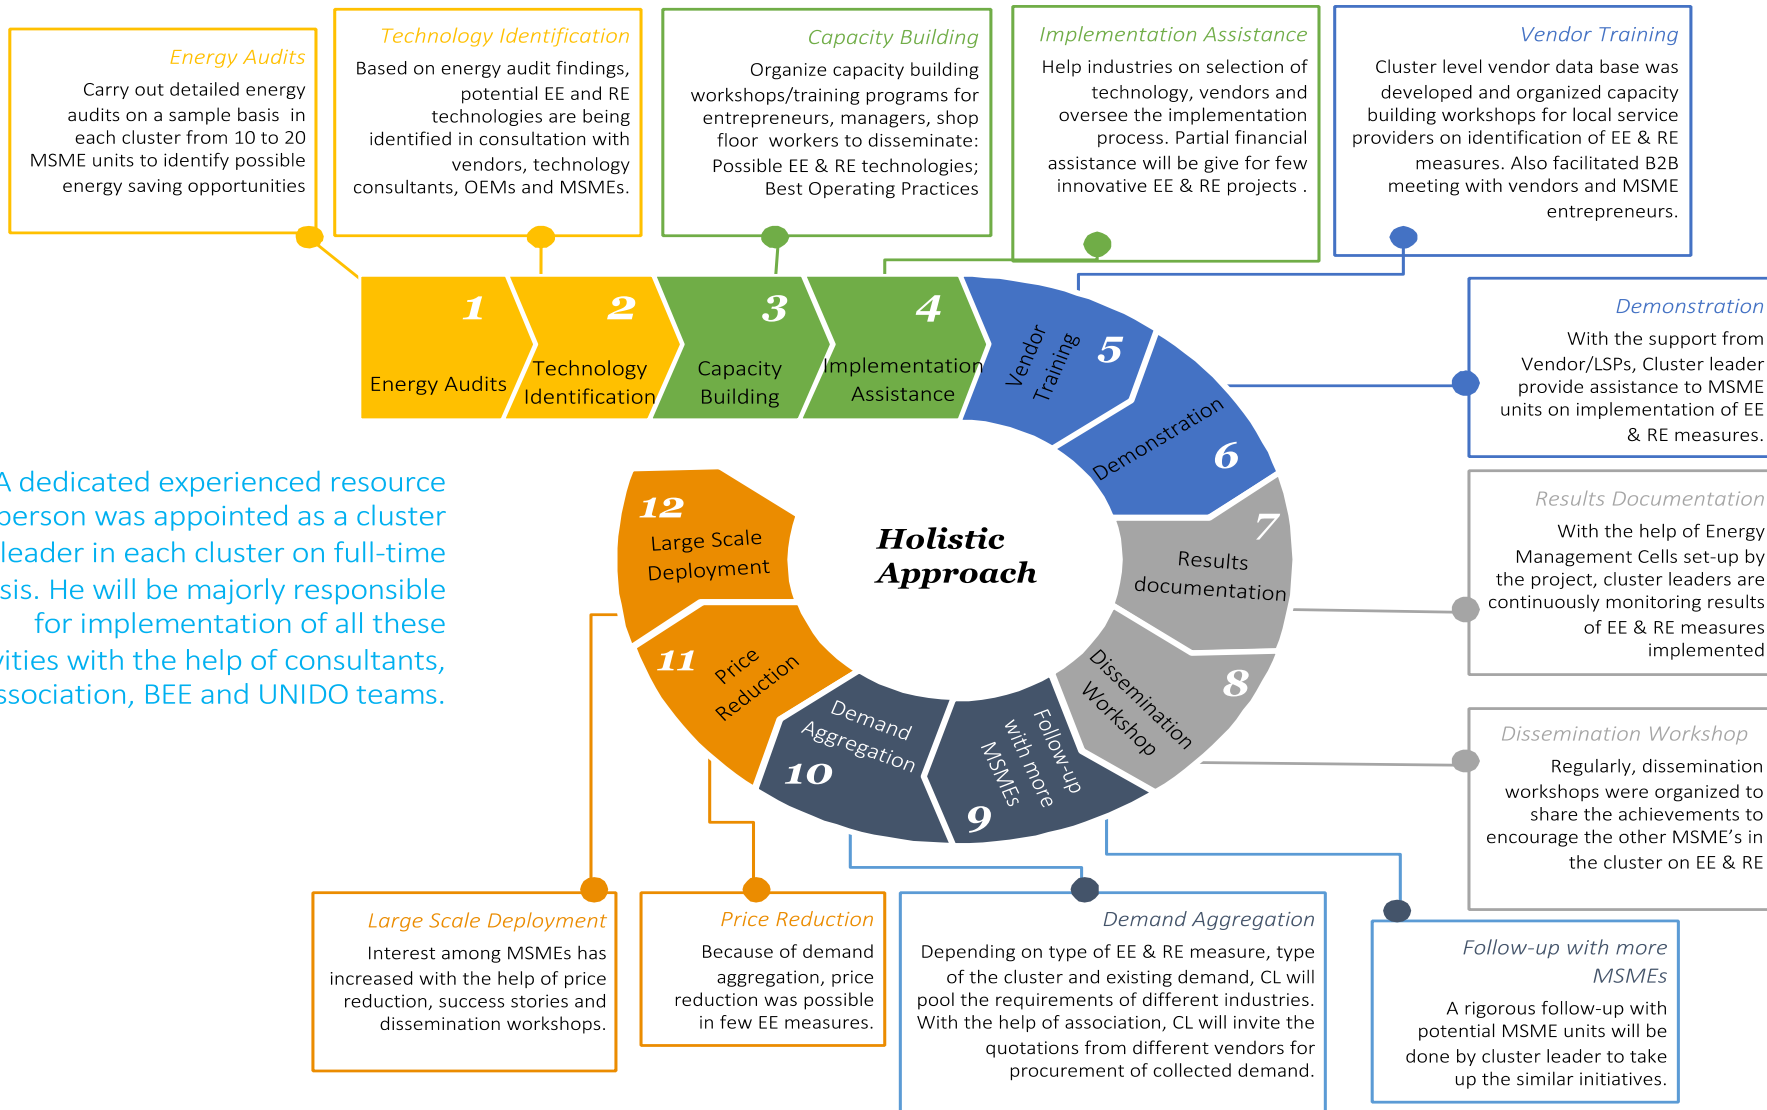 Energy Audits
Carry out detailed energy
audits on a sample basis in
each cluster from 10 to 20
MSME units to identify possible
energy saving opportunities
Technology Identification
Based on energy audit findings,
potential EE and RE
technologies are being
identified in consultation with
vendors, technology
consultants, OEMs and MSMEs.
Capacity Building
Organize capacity building
workshops/training programs for
entrepreneurs, managers, shop
floor workers to disseminate:
Possible EE & RE technologies;
Best Operating Practices
Implementation Assistance
Help industries on selection of
technology, vendors and
oversee the implementation
process. Partial financial
assistance will be give for few
innovative EE & RE projects .
Vendor Training
Cluster level vendor data base was
developed and organized capacity
building workshops for local service
providers on identification of EE & RE
measures. Also facilitated B2B
meeting with vendors and MSME
entrepreneurs.
1
Energy Audits
2
Technology
Identification
3
Capacity
Building
4
Implementation
Assistance
5
Vendor
Training
6
Demonstration
7
Results
documentation
8
Dissemination
Workshop
9
Follow-up
with more
MSMEs
10
Demand
Aggregation
11
Price
Reduction
12
Large Scale
Deployment
Holistic
Approach
Demonstration
With the support from
Vendor/LSPs, Cluster leader
provide assistance to MSME
units on implementation of EE
& RE measures.
Results Documentation
With the help of Energy
Management Cells set-up by
the project, cluster leaders are
continuously monitoring results
of EE & RE measures
implemented
Dissemination Workshop
Regularly, dissemination
workshops were organized to
share the achievements to
encourage the other MSME's in
the cluster on EE & RE
A dedicated experienced resource
person was appointed as a cluster
leader in each cluster on full-time
sis. He will be majorly responsible
for implementation of all these
vities with the help of consultants,
ssociation, BEE and UNIDO teams.
Large Scale Deployment
Interest among MSMEs has
increased with the help of price
reduction, success stories and
dissemination workshops.
Price Reduction
Because of demand
aggregation, price
reduction was possible
in few EE measures.
Demand Aggregation
Depending on type of EE & RE measure, type
of the cluster and existing demand, CL will
pool the requirements of different industries.
With the help of association, CL will invite the
quotations from different vendors for
procurement of collected demand.
Follow-up with more
MSMEs
A rigorous follow-up with
potential MSME units will be
done by cluster leader to take
up the similar initiatives.